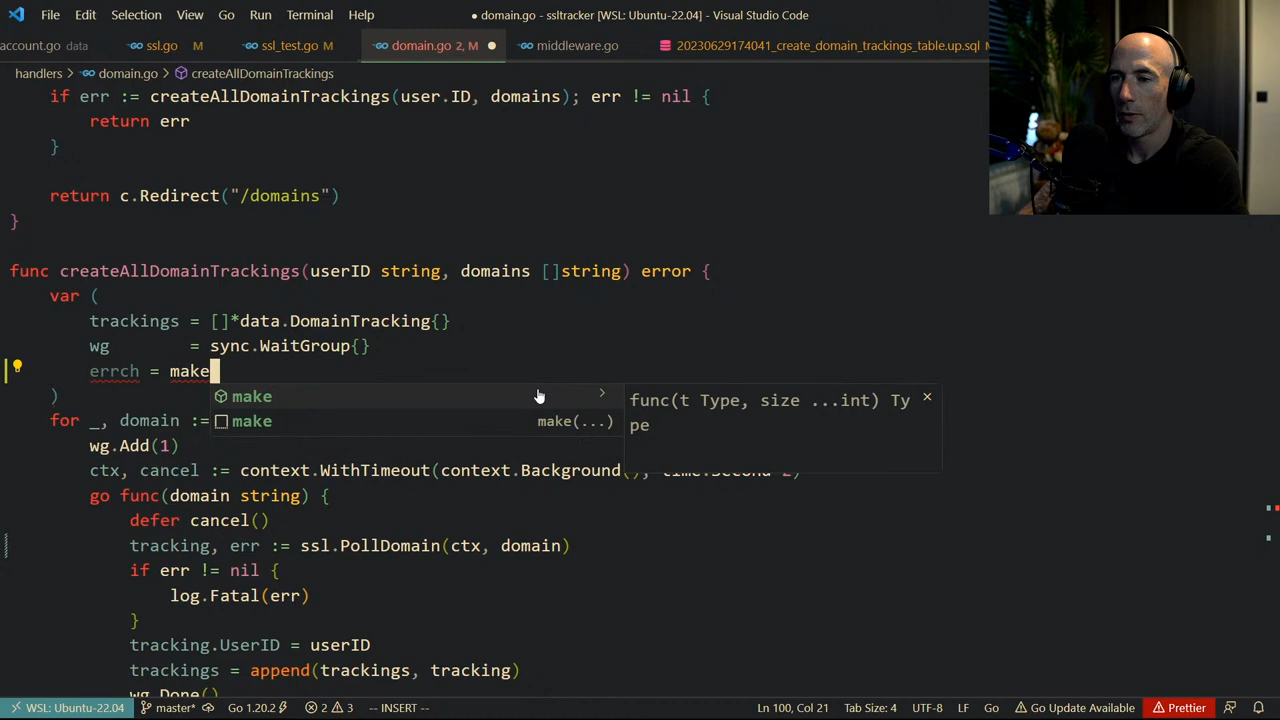 File Edit Selection View Go Run Terminal Help
● domain.go - ssltracker [WSL: Ubuntu-22.04] - Visual Studio Code
account.go data ssl.go M ssl_test.go M domain.go 2, M ● middleware.go 20230629174041_create_domain_trackings_table.up.sql
handlers > domain.go > createAllDomainTrackings
if err := createAllDomainTrackings(user.ID, domains); err != nil {
return err
}
return c.Redirect("/domains")
}
func createAllDomainTrackings(userID string, domains []string) error {
var (
trackings = []*data.DomainTracking{}
wg = sync.WaitGroup{}
errch = make
)
make
func(t Type, size ...int) Ty
pe
for _, domain :=
make make(...)
wg.Add(1)
ctx, cancel := context.WithTimeout(context.Background(), time.Second*2)
go func(domain string) {
defer cancel()
tracking, err := ssl.PollDomain(ctx, domain)
if err != nil {
log.Fatal(err)
}
tracking.UserID = userID
trackings = append(trackings, tracking)
wg.Done()
WSL: Ubuntu-22.04 master* Go 1.20.2 2 3 -- INSERT -- Ln 100, Col 21 Tab Size: 4 UTF-8 LF Go Go Update Available Prettier